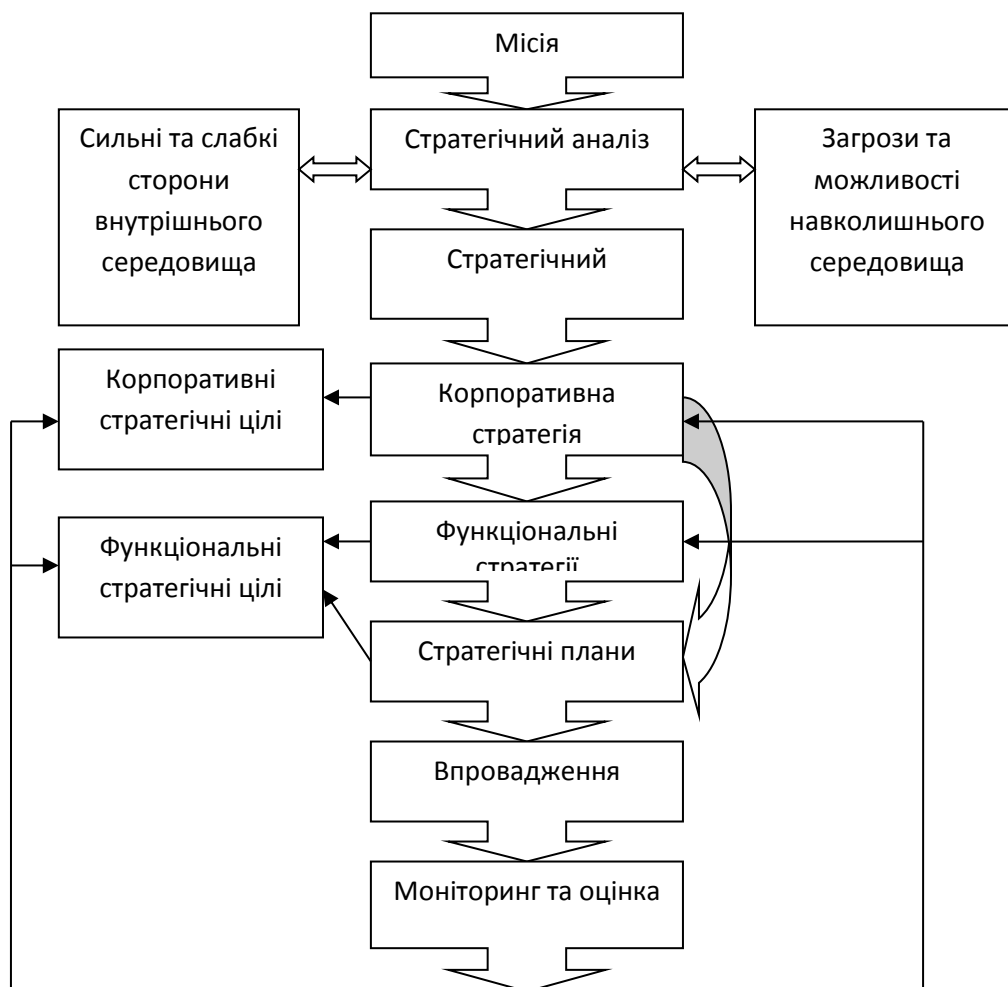 Місія
Сильні та слабкі
сторони
внутрішнього
середовища
Стратегічний аналіз
Загрози та
можливості
навколишнього
середовища
Стратегічний
Корпоративні
стратегічні цілі
Корпоративна
стратегія
Функціональні
стратегічні цілі
Функціональні
стратегії
Стратегічні плани
Впровадження
Моніторинг та оцінка